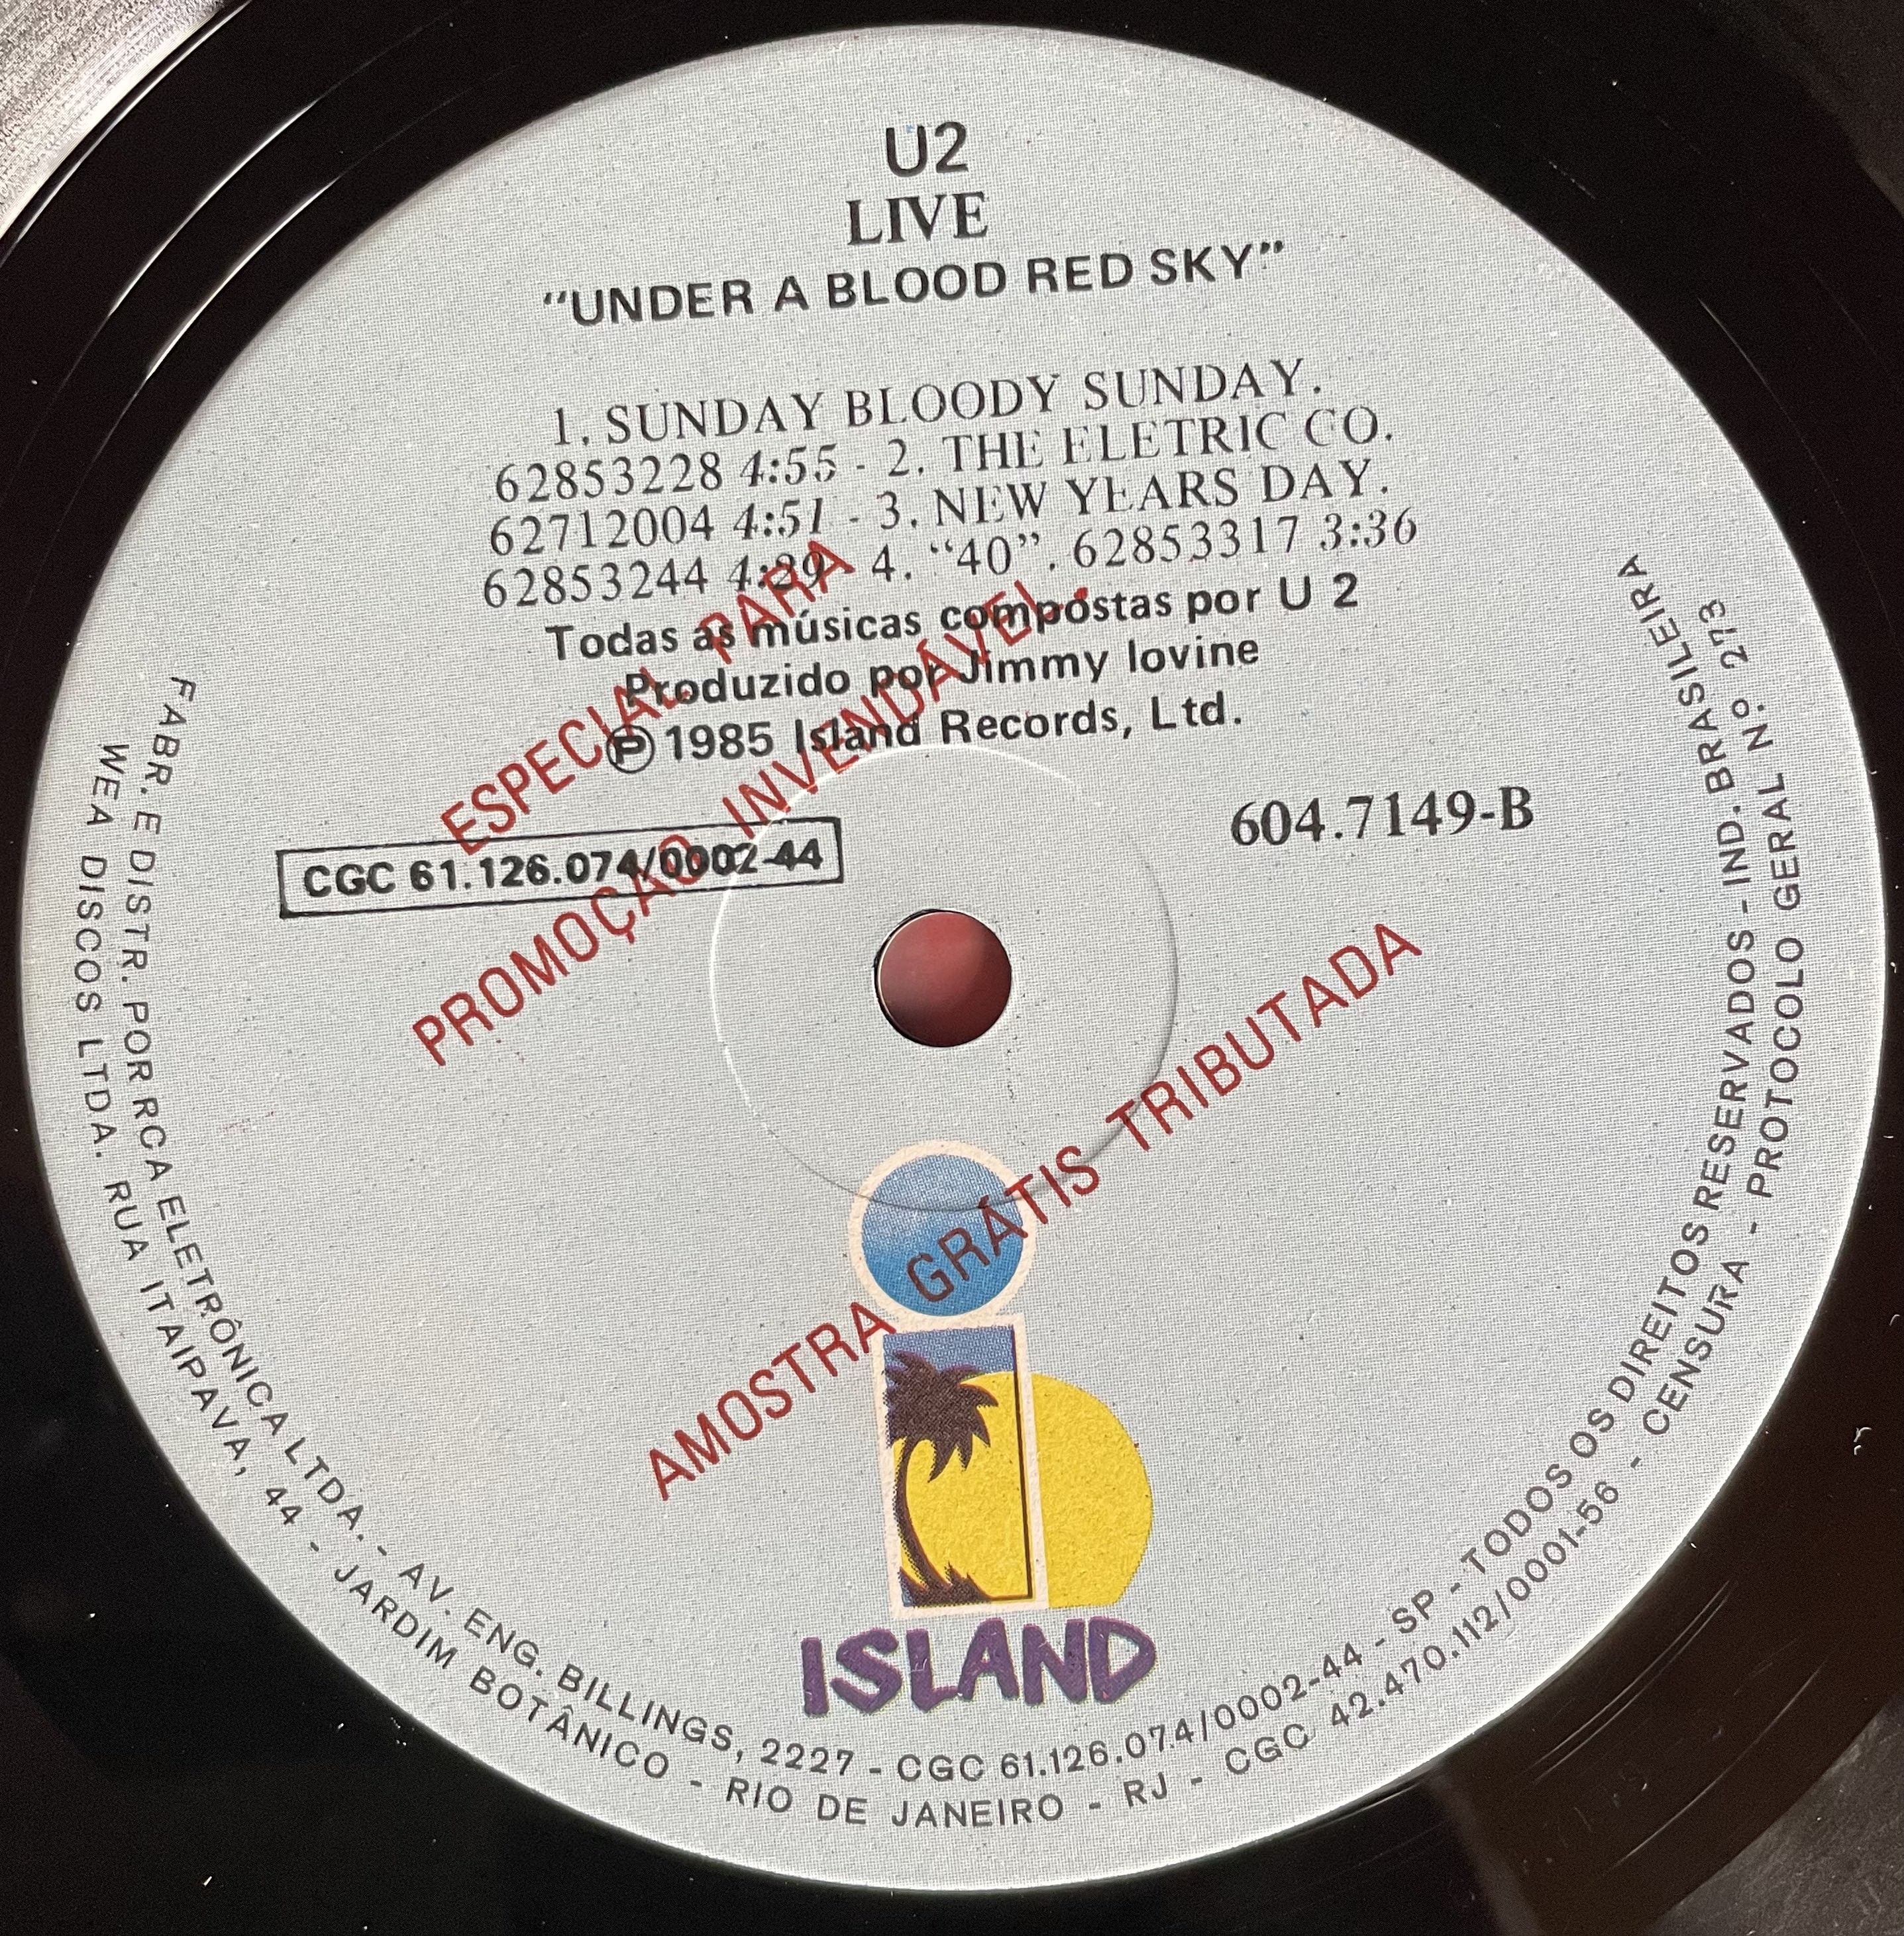 U2
LIVE
"UNDER A BLOOD RED SKY"
1. SUNDAY BLOODY SUNDAY.
62853228 4:55 - 2. THE ELETRIC CO.
62712004 4:51 - 3. NEW YEARS DAY.
62853244 4:29 4. "40". 62853317 3:36
Todas as músicas compostas por U 2
Produzido por Jimmy Iovine
Ⓟ 1985 Island Records, Ltd.
604.7149-B
CGC 61.126.074/0002-44
ESPECIAL PARA
PROMOÇÃO INVENDÁVEL.
AMOSTRA GRÁTIS TRIBUTADA
ISLAND
FABR. E DISTR. POR RCA ELETRÔNICA LTDA. - AV. ENG. BILLINGS, 2227 - CGC 61.126.074/0002-44 - SP - TODOS OS DIREITOS RESERVADOS - IND. BRASILEIRA
WEA DISCOS LTDA. RUA ITAIPAVA, 44 - JARDIM BOTÂNICO - RIO DE JANEIRO - RJ - CGC 42.470.112/0001-56 - CENSURA - PROTOCOLO GERAL Nº 273